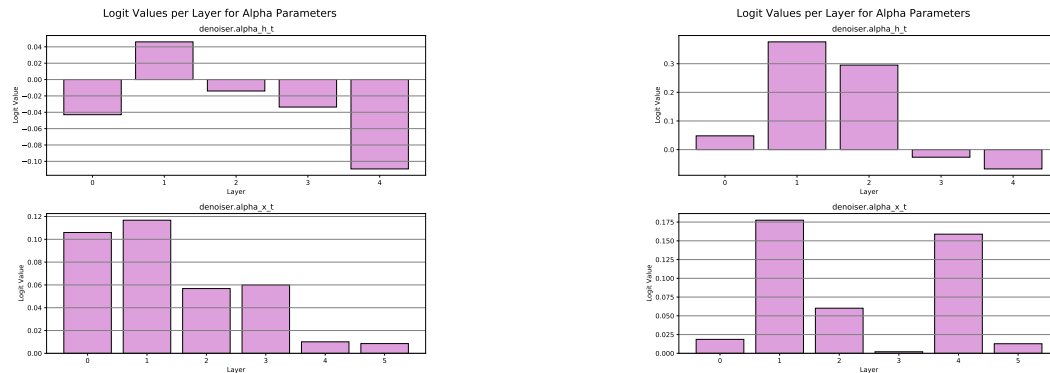 Logit Values per Layer for Alpha Parameters
denoiser.alpha_h_t
Logit Value
0.04
0.02
0.00
−0.02
−0.04
−0.06
−0.08
−0.10
0 1 2 3 4
Layer
denoiser.alpha_x_t
Logit Value
0.12
0.10
0.08
0.06
0.04
0.02
0.00
0 1 2 3 4 5
Layer
Logit Values per Layer for Alpha Parameters
denoiser.alpha_h_t
Logit Value
0.3
0.2
0.1
0.0
0 1 2 3 4
Layer
denoiser.alpha_x_t
Logit Value
0.175
0.150
0.125
0.100
0.075
0.050
0.025
0.000
0 1 2 3 4 5
Layer